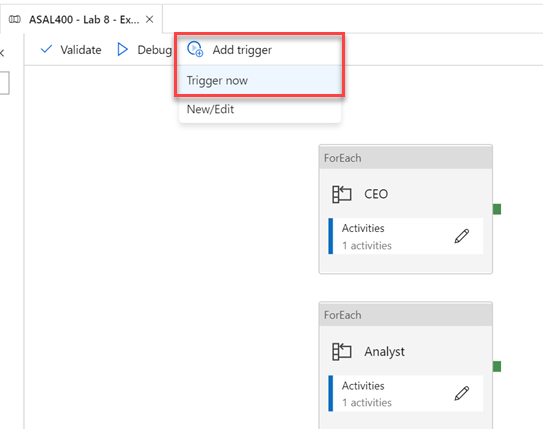 ASAL400 - Lab 8 - Ex...
Validate Debug Add trigger
Trigger now
New/Edit
ForEach
CEO
Activities
1 activities
ForEach
Analyst
Activities
1 activities